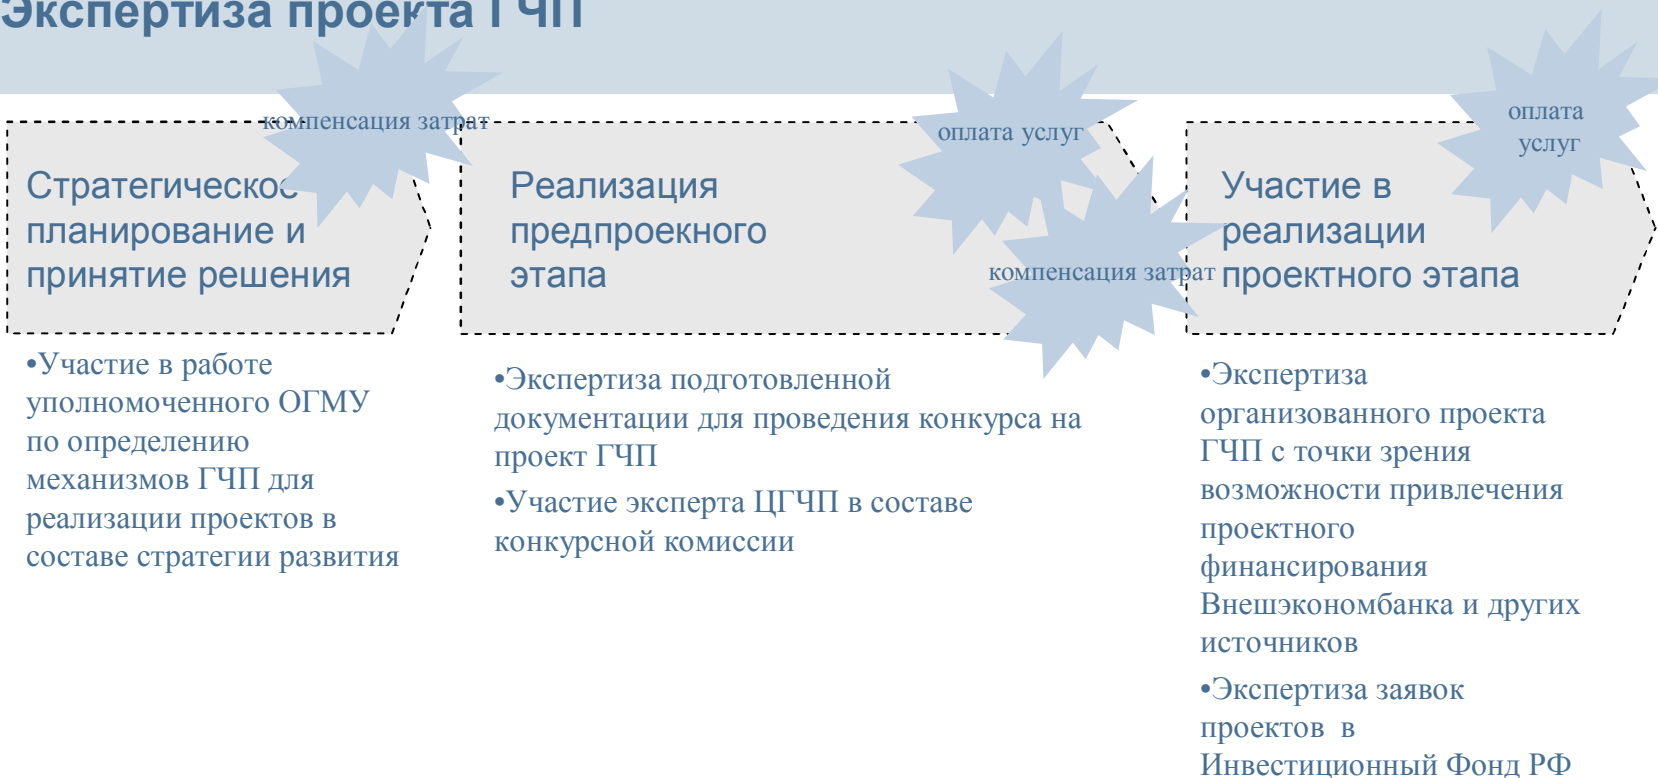 Экспертиза проекта ГЧП
компенсация затрат
Стратегическое
планирование и
принятие решения
•Участие в работе
уполномоченного ОГМУ
по определению
механизмов ГЧП для
реализации проектов в
составе стратегии развития
оплата услуг
Реализация
предпроекного
этапа
компенсация затрат
•Экспертиза подготовленной
документации для проведения конкурса на
проект ГЧП
•Участие эксперта ЦГЧП в составе
конкурсной комиссии
оплата
услуг
Участие в
реализации
проектного этапа
•Экспертиза
организованного проекта
ГЧП с точки зрения
возможности привлечения
проектного
финансирования
Внешэкономбанка и других
источников
•Экспертиза заявок
проектов в
Инвестиционный Фонд РФ